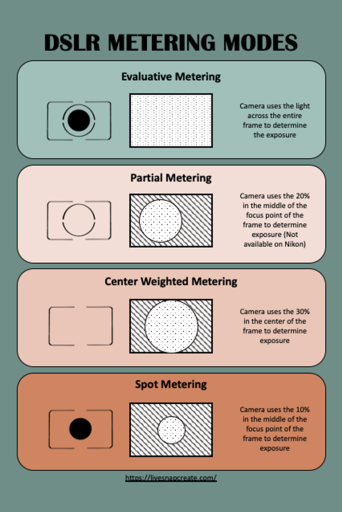 DSLR METERING MODES
Evaluative Metering
Camera uses the light
across the entire
frame to determine
the exposure
Partial Metering
Camera uses the 20%
in the middle of the
focus point of the
frame to determine
exposure (Not
available on Nikon)
Center Weighted Metering
Camera uses the 30%
in the center of the
frame to determine
exposure
Spot Metering
Camera uses the 10%
in the middle of the
focus point of the
frame to determine
exposure
https://livesnapcreate.com/